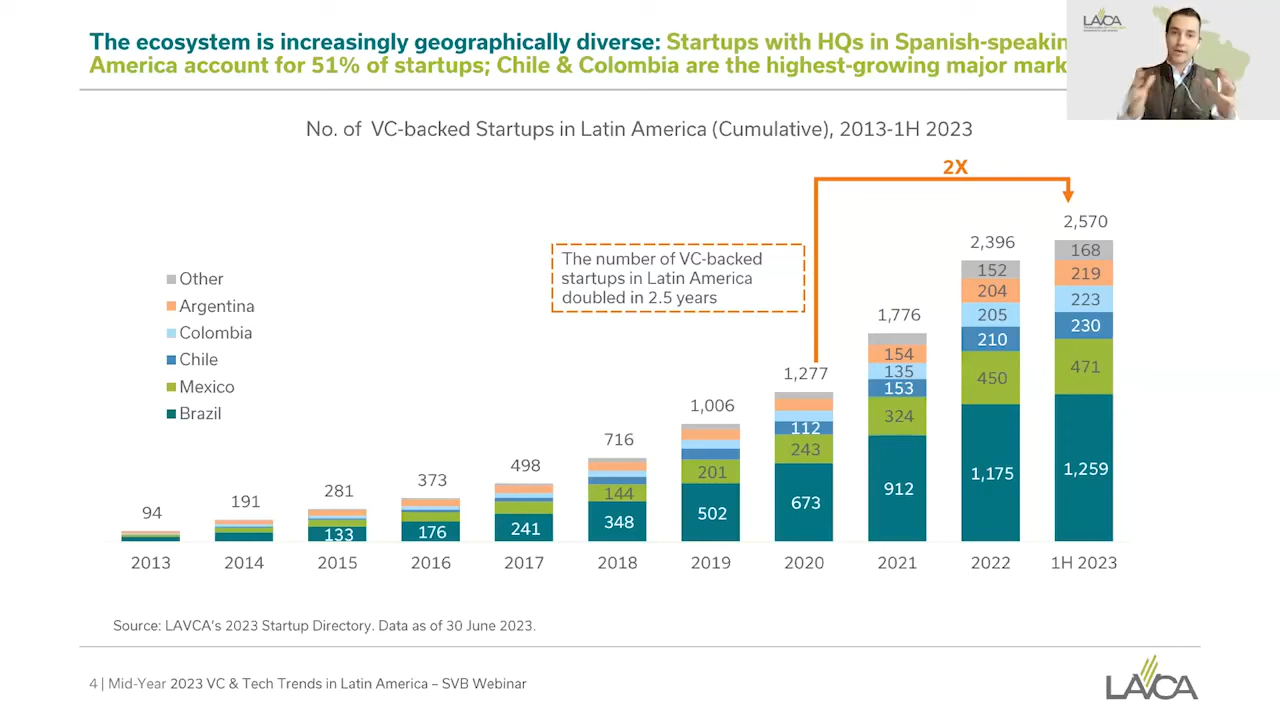 The ecosystem is increasingly geographically diverse: Startups with HQs in
America account for 51% of startups; Chile & Colombia are the highest-growing major
LAVCA
No. of VC-backed Startups in Latin America (Cumulative), 2013-1H 2023
2X
The number of VC-backed
startups in Latin America
doubled in 2.5 years
Other
Argentina
Colombia
Chile
Mexico
Brazil
94
191
281
133
373
176
498
241
716
144
348
1,006
201
502
1,277
112
243
673
1,776
154
135
153
324
912
2,396
152
204
205
210
450
1,175
2,570
168
219
223
230
471
1,259
2013 2014 2015 2016 2017 2018 2019 2020 2021 2022 1H 2023
Source: LAVCA's 2023 Startup Directory. Data as of 30 June 2023.
4 | Mid-Year 2023 VC & Tech Trends in Latin America – SVB Webinar
LAVCA